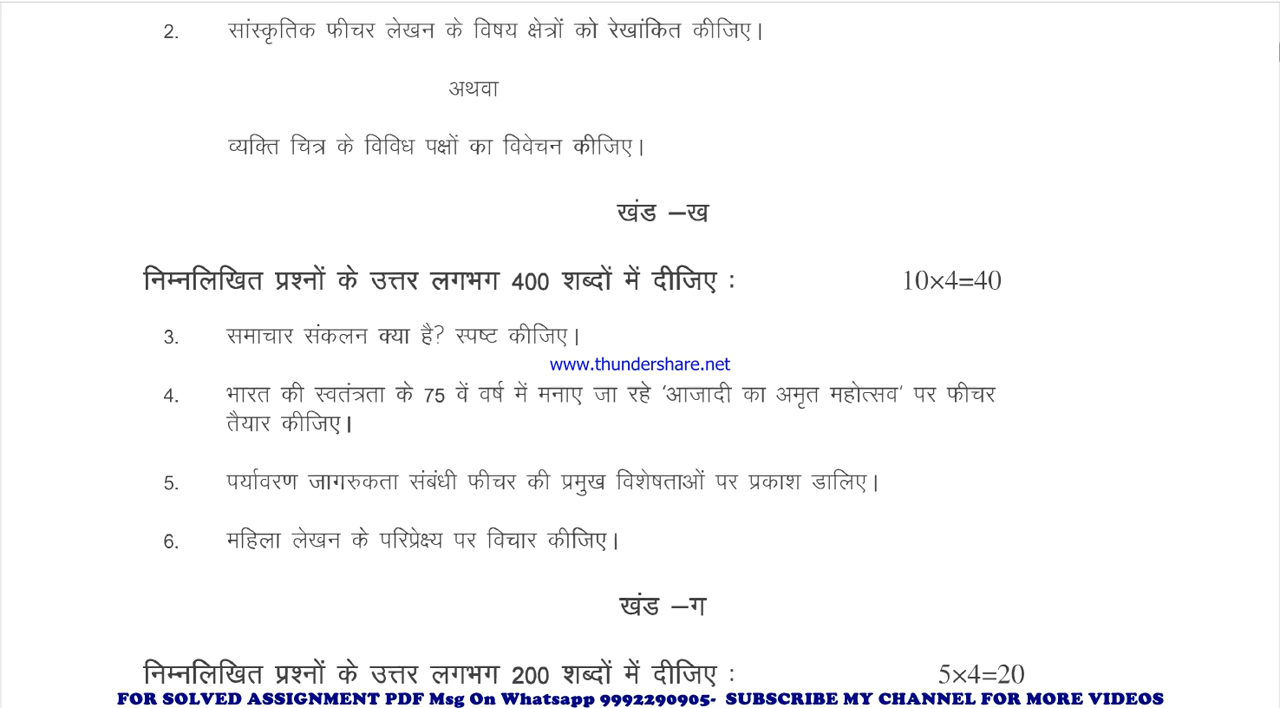 2. सांस्कृतिक फीचर लेखन के विषय क्षेत्रों को रेखांकित कीजिए।
अथवा
व्यक्ति चित्र के विविध पक्षों का विवेचन कीजिए।
खंड –ख
निम्नलिखित प्रश्नों के उत्तर लगभग 400 शब्दों में दीजिए : 10×4=40
3. समाचार संकलन क्या है? स्पष्ट कीजिए।
www.thundershare.net
4. भारत की स्वतंत्रता के 75 वें वर्ष में मनाए जा रहे 'आजादी का अमृत महोत्सव' पर फीचर
तैयार कीजिए।
5. पर्यावरण जागरुकता संबंधी फीचर की प्रमुख विशेषताओं पर प्रकाश डालिए।
6. महिला लेखन के परिप्रेक्ष्य पर विचार कीजिए।
खंड –ग
निम्नलिखित प्रश्नों के उत्तर लगभग 200 शब्दों में दीजिए : 5×4=20
FOR SOLVED ASSIGNMENT PDF Msg On Whatsapp 9992290905- SUBSCRIBE MY CHANNEL FOR MORE VIDEOS